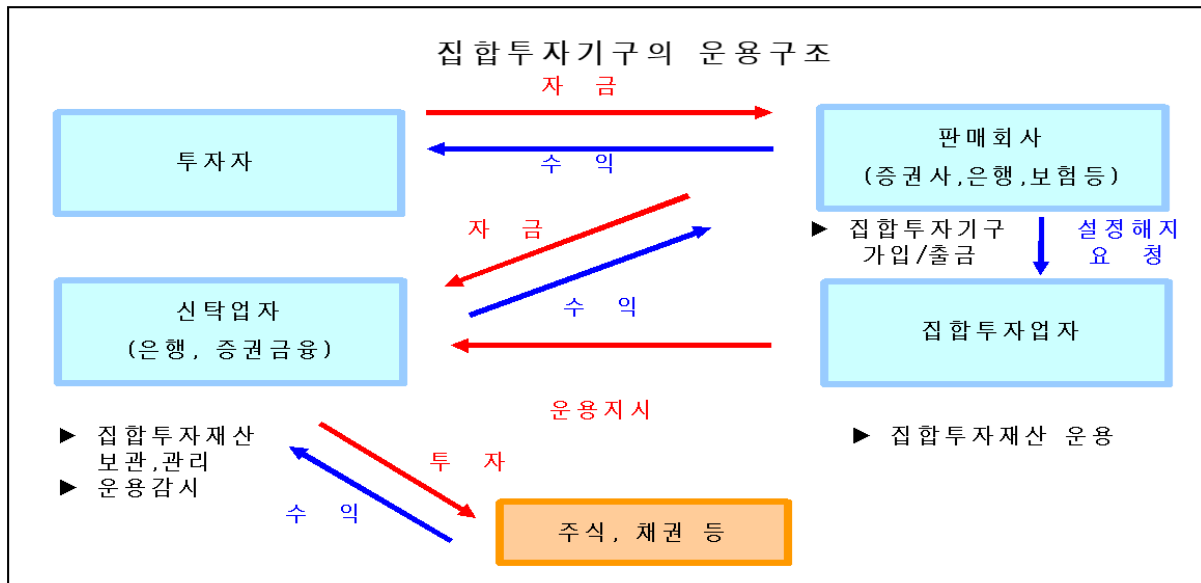 집합투자기구의 운용구조
자 금
투자자
수 익
판매회사
(증권사,은행,보험등)
자 금
▶ 집합투자기구
가입/출금
설정해지
요 청
신탁업자
(은행, 증권금융)
수 익
집합투자업자
운용지시
▶ 집합투자재산
보관,관리
▶ 운용감시
▶ 집합투자재산 운용
투 자
수 익
주식, 채권 등